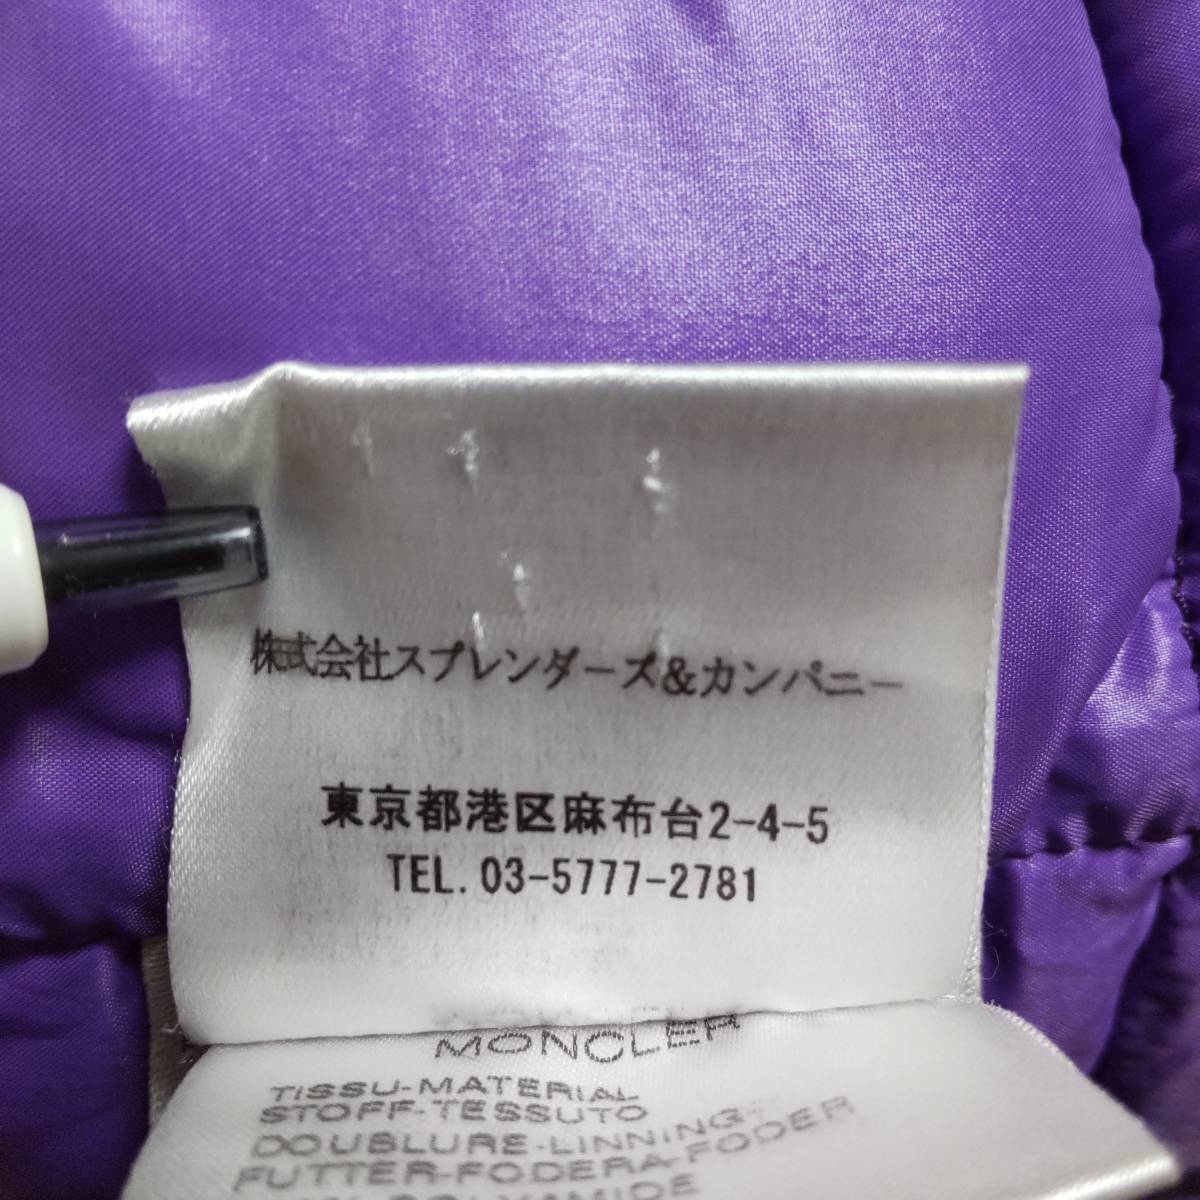 株式会社スプレンダーズ&カンパニー
東京都港区麻布台2-4-5
TEL. 03-5777-2781
MONCLER
TISSU-MATERIAL
STOFF-TESSUTO
DOUBLURE-LINNING-
FUTTER-FODERA-FODER
POLYAMIDE